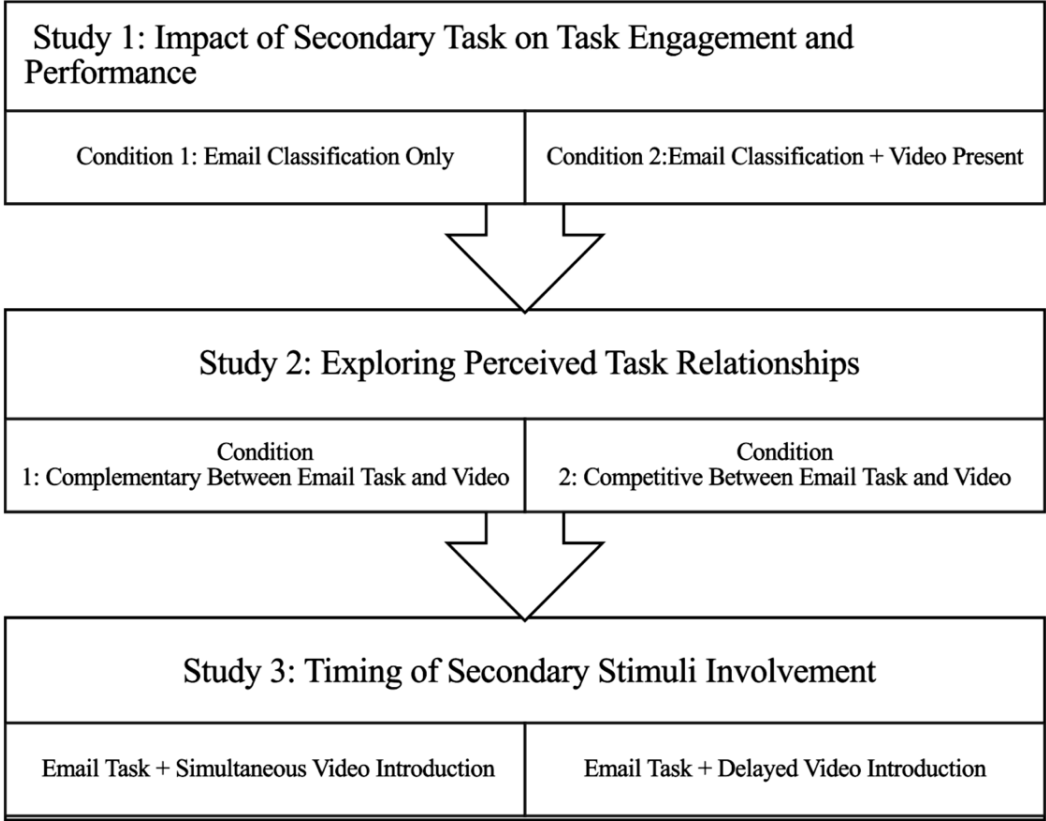 Study 1: Impact of Secondary Task on Task Engagement and
Performance
Condition 1: Email Classification Only
Condition 2:Email Classification + Video Present
Study 2: Exploring Perceived Task Relationships
Condition
1: Complementary Between Email Task and Video
Condition
2: Competitive Between Email Task and Video
Study 3: Timing of Secondary Stimuli Involvement
Email Task + Simultaneous Video Introduction
Email Task + Delayed Video Introduction